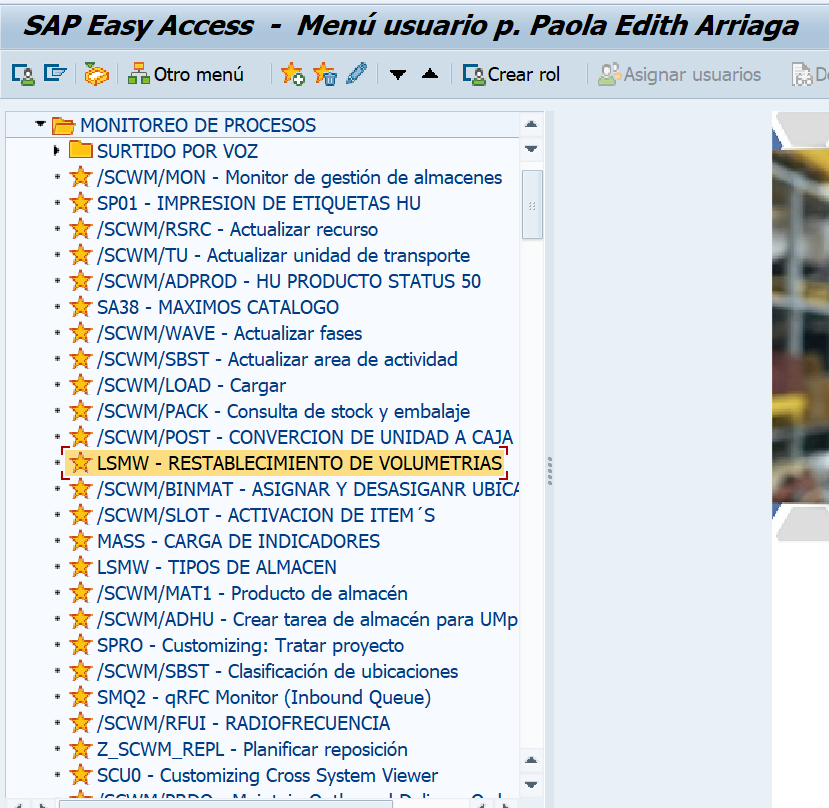 SAP Easy Access - Menú usuario p. Paola Edith Arriaga
Otro menú Crear rol Asignar usuarios
MONITOREO DE PROCESOS
SURTIDO POR VOZ
/SCWM/MON - Monitor de gestión de almacenes
SP01 - IMPRESION DE ETIQUETAS HU
/SCWM/RSRC - Actualizar recurso
/SCWM/TU - Actualizar unidad de transporte
/SCWM/ADPROD - HU PRODUCTO STATUS 50
SA38 - MAXIMOS CATALOGO
/SCWM/WAVE - Actualizar fases
/SCWM/SBST - Actualizar area de actividad
/SCWM/LOAD - Cargar
/SCWM/PACK - Consulta de stock y embalaje
/SCWM/POST - CONVERCION DE UNIDAD A CAJA
LSMW - RESTABLECIMIENTO DE VOLUMETRIAS
/SCWM/BINMAT - ASIGNAR Y DESASIGANR UBICA
/SCWM/SLOT - ACTIVACION DE ITEM´S
MASS - CARGA DE INDICADORES
LSMW - TIPOS DE ALMACEN
/SCWM/MAT1 - Producto de almacén
/SCWM/ADHU - Crear tarea de almacén para UMp
SPRO - Customizing: Tratar proyecto
/SCWM/SBST - Clasificación de ubicaciones
SMQ2 - qRFC Monitor (Inbound Queue)
/SCWM/RFUI - RADIOFRECUENCIA
Z_SCWM_REPL - Planificar reposición
SCU0 - Customizing Cross System Viewer